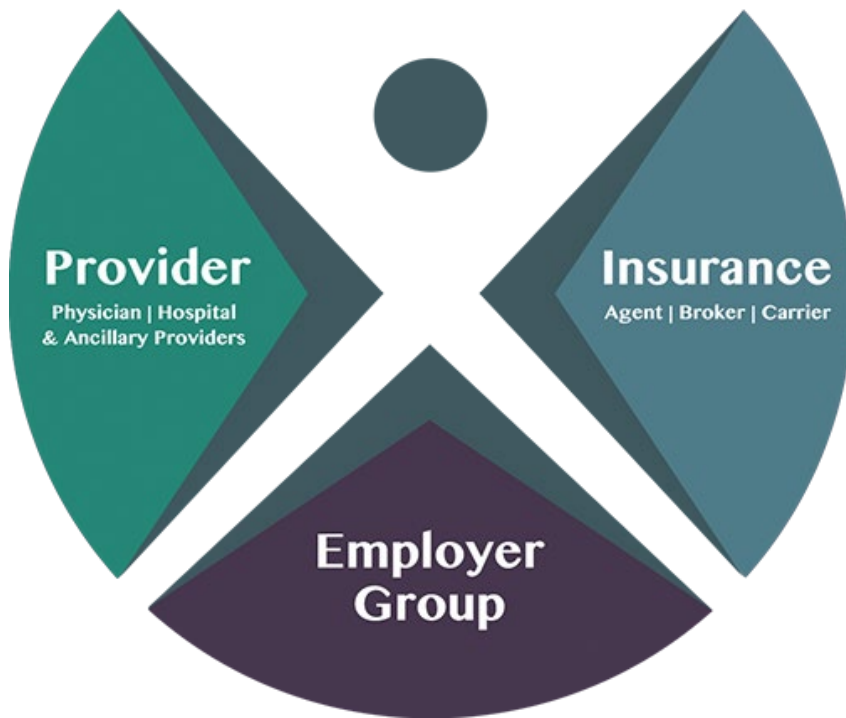 Provider
Physician | Hospital
& Ancillary Providers
Insurance
Agent | Broker | Carrier
Employer
Group